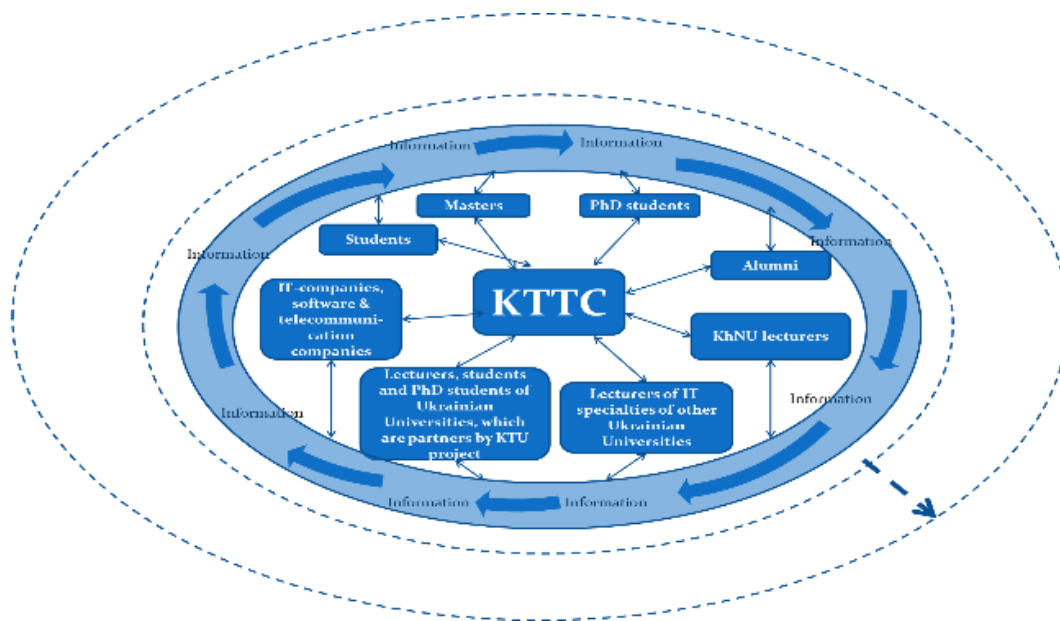 Information
Information
Masters
PhD students
Students
Information
Information
Alumni
KTTC
IT-companies,
software &
telecommuni-
cation
companies
KhNU lecturers
Lecturers, students
and PhD students of
Ukrainian
Universities, which
are partners by KTU
project
Lecturers of IT
specialties of other
Ukrainian
Universities
Information
Information
Information
Information